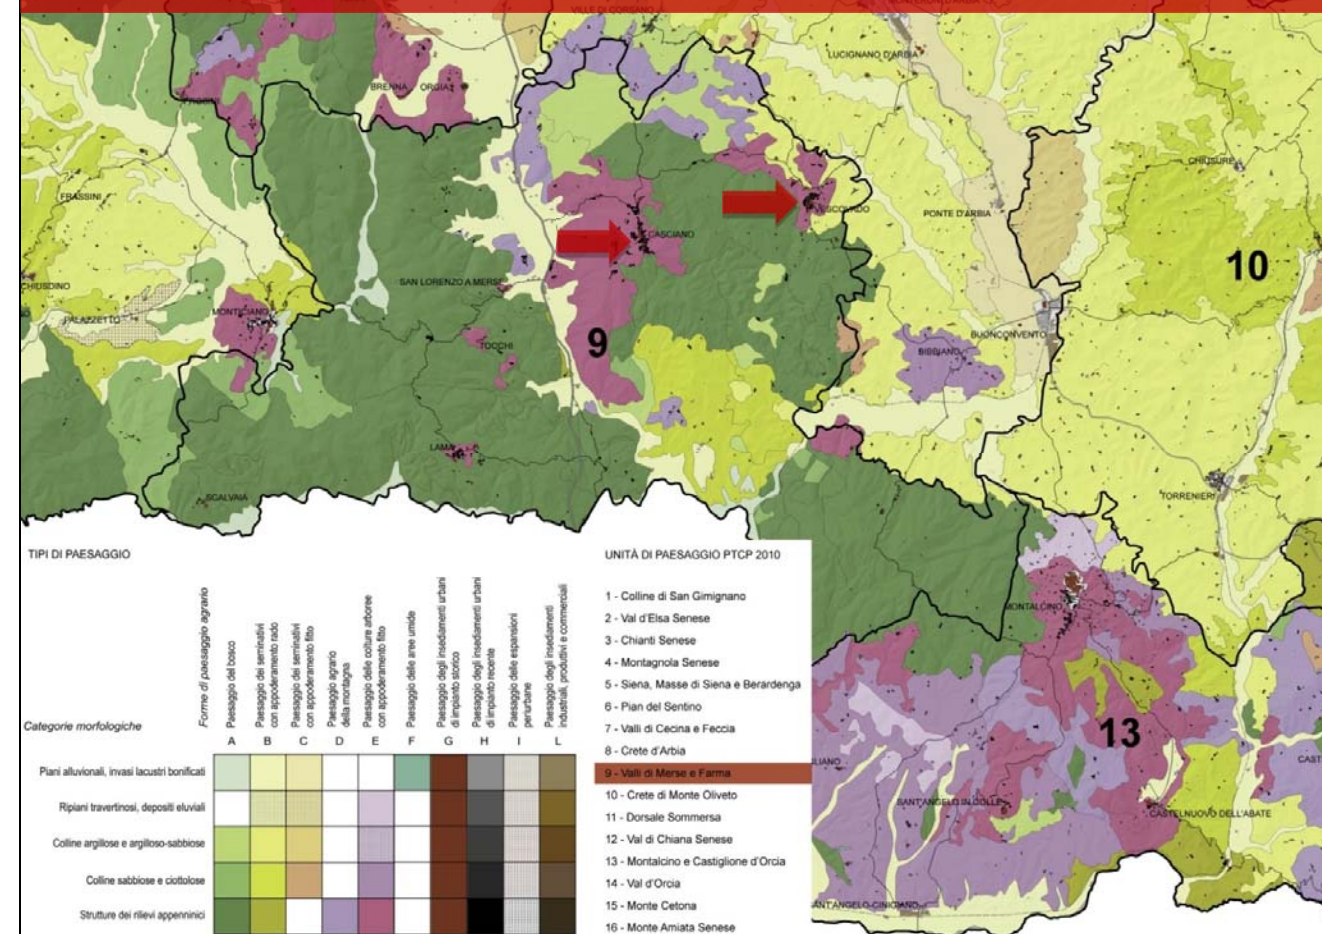 VILLE DI CORSANO
LUCIGNANO D'ARBIA
BRENNA
ORGIA
CHIUSURE
FRASSINI
PONTE D'ARBIA
CASCIANO
10
CHIUSDINO
SAN LORENZO A MERSE
PALAZZETTO
MONTICIANO
BUONCONVENTO
TOCCHI
9
BIBBIANO
LAMA
SCALVAIA
TORRENIERI
MONTALCINO
13
SANT'ANGELO IN COLLE
CASTELNUOVO DELL'ABATE
TIPI DI PAESAGGIO
Forme di paesaggio agrario
Paesaggio del bosco
Paesaggio dei seminativi
con appoderamento rado
Paesaggio dei seminativi
con appoderamento fitto
Paesaggio agrario
della montagna
Paesaggio delle colture arboree
con appoderamento fitto
Paesaggio delle aree umide
Paesaggio degli insediamenti urbani
di impianto storico
Paesaggio degli insediamenti urbani
di impianto recente
Paesaggio delle espansioni
periurbane
Paesaggio degli insediamenti
industriali, produttivi e commerciali
Categorie morfologiche
A B C D E F G H I L
Piani alluvionali, invasi lacustri bonificati
Ripiani travertinosi, depositi eluviali
Colline argillose e argilloso-sabbiose
Colline sabbiose e ciottolose
Strutture dei rilievi appenninici
UNITÀ DI PAESAGGIO PTCP 2010
1 - Colline di San Gimignano
2 - Val d'Elsa Senese
3 - Chianti Senese
4 - Montagnola Senese
5 - Siena, Masse di Siena e Berardenga
6 - Pian del Sentino
7 - Valli di Cecina e Feccia
8 - Crete d'Arbia
9 - Valli di Merse e Farma
10 - Crete di Monte Oliveto
11 - Dorsale Sommersa
12 - Val di Chiana Senese
13 - Montalcino e Castiglione d'Orcia
14 - Val d'Orcia
15 - Monte Cetona
16 - Monte Amiata Senese